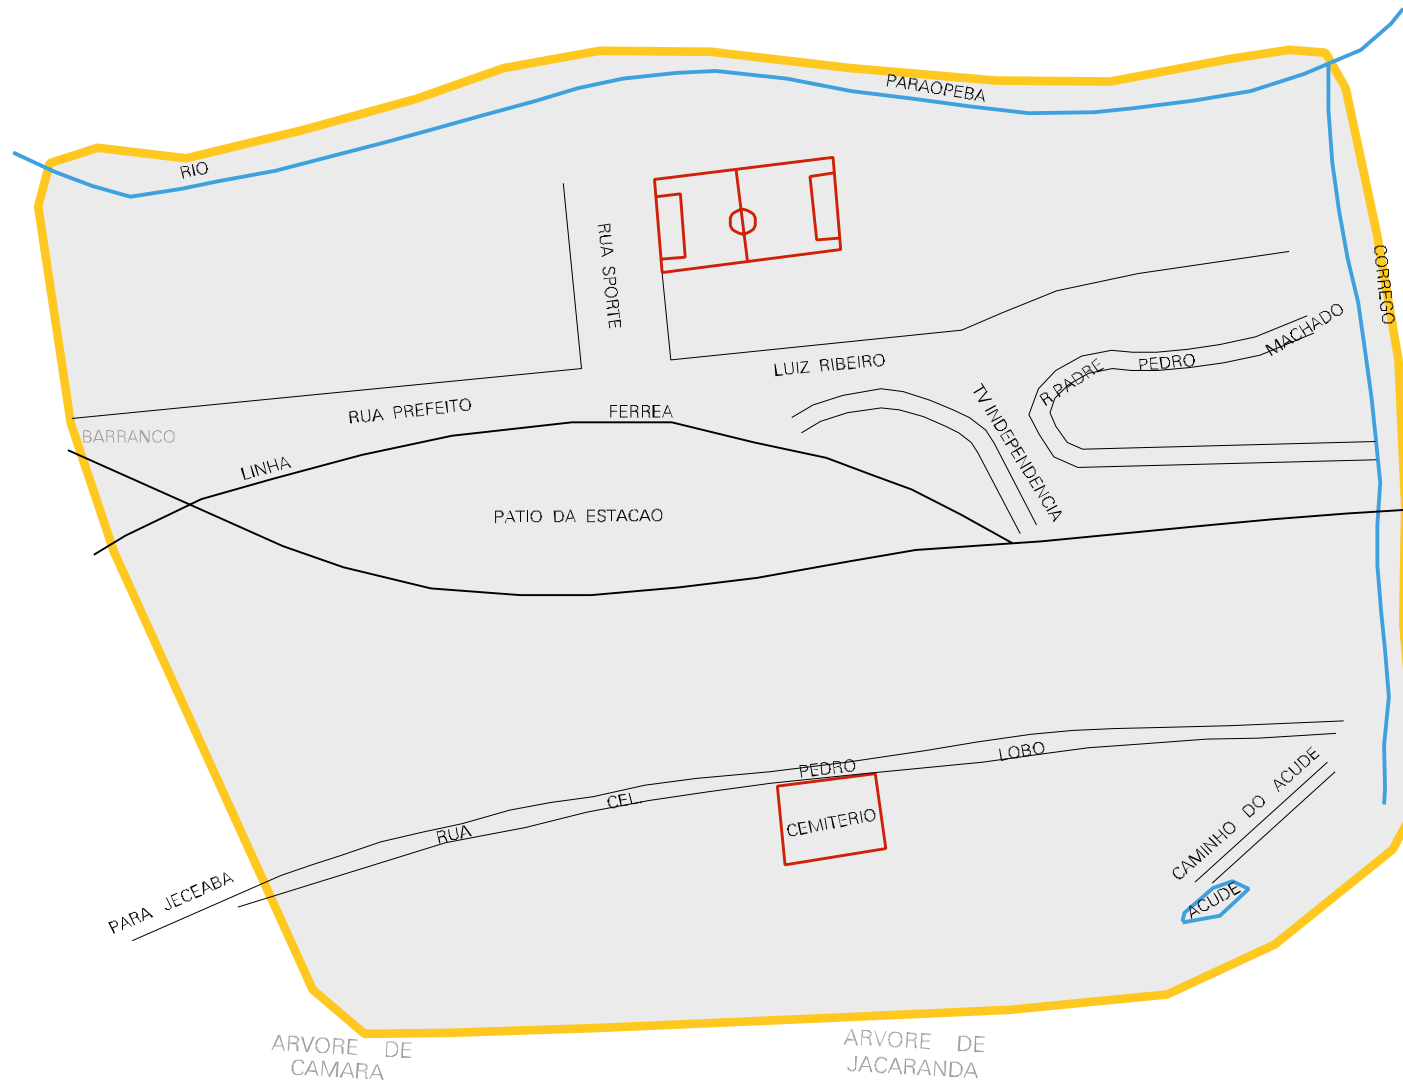 PARAOPEBA
RIO
RUA SPORTE
CORREGO
LUIZ RIBEIRO
R PADRE
PEDRO
MACHADO
RUA PREFEITO
FERREA
TV INDEPENDENCIA
BARRANCO
LINHA
PATIO DA ESTACAO
PEDRO
LOBO
CEL.
RUA
CEMITERIO
CAMINHO DO ACUDE
PARA JECEABA
ACUDE
ARVORE DE
CAMARA
ARVORE DE
JACARANDA